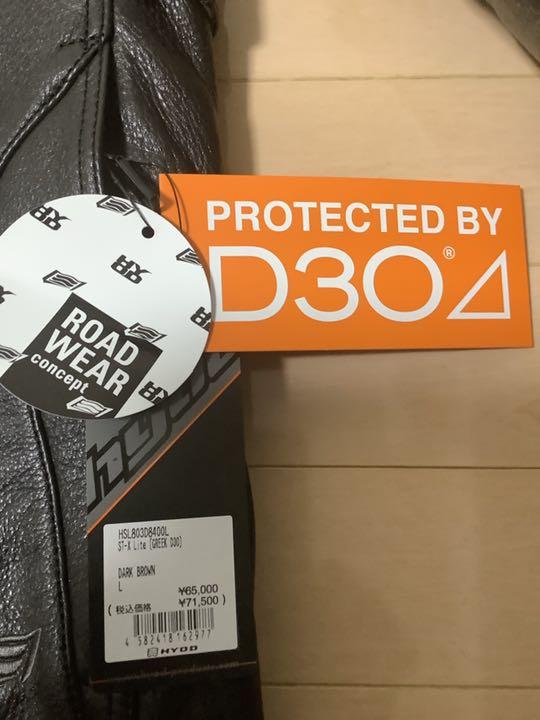 PROTECTED BY
D3O®
ROAD
WEAR
concept
HSL803D8400L
ST-X Lite (GREEK D3O)
DARK BROWN
L
¥65,000
( 税込価格 ¥71,500 )
4 582418 162977
HYOD